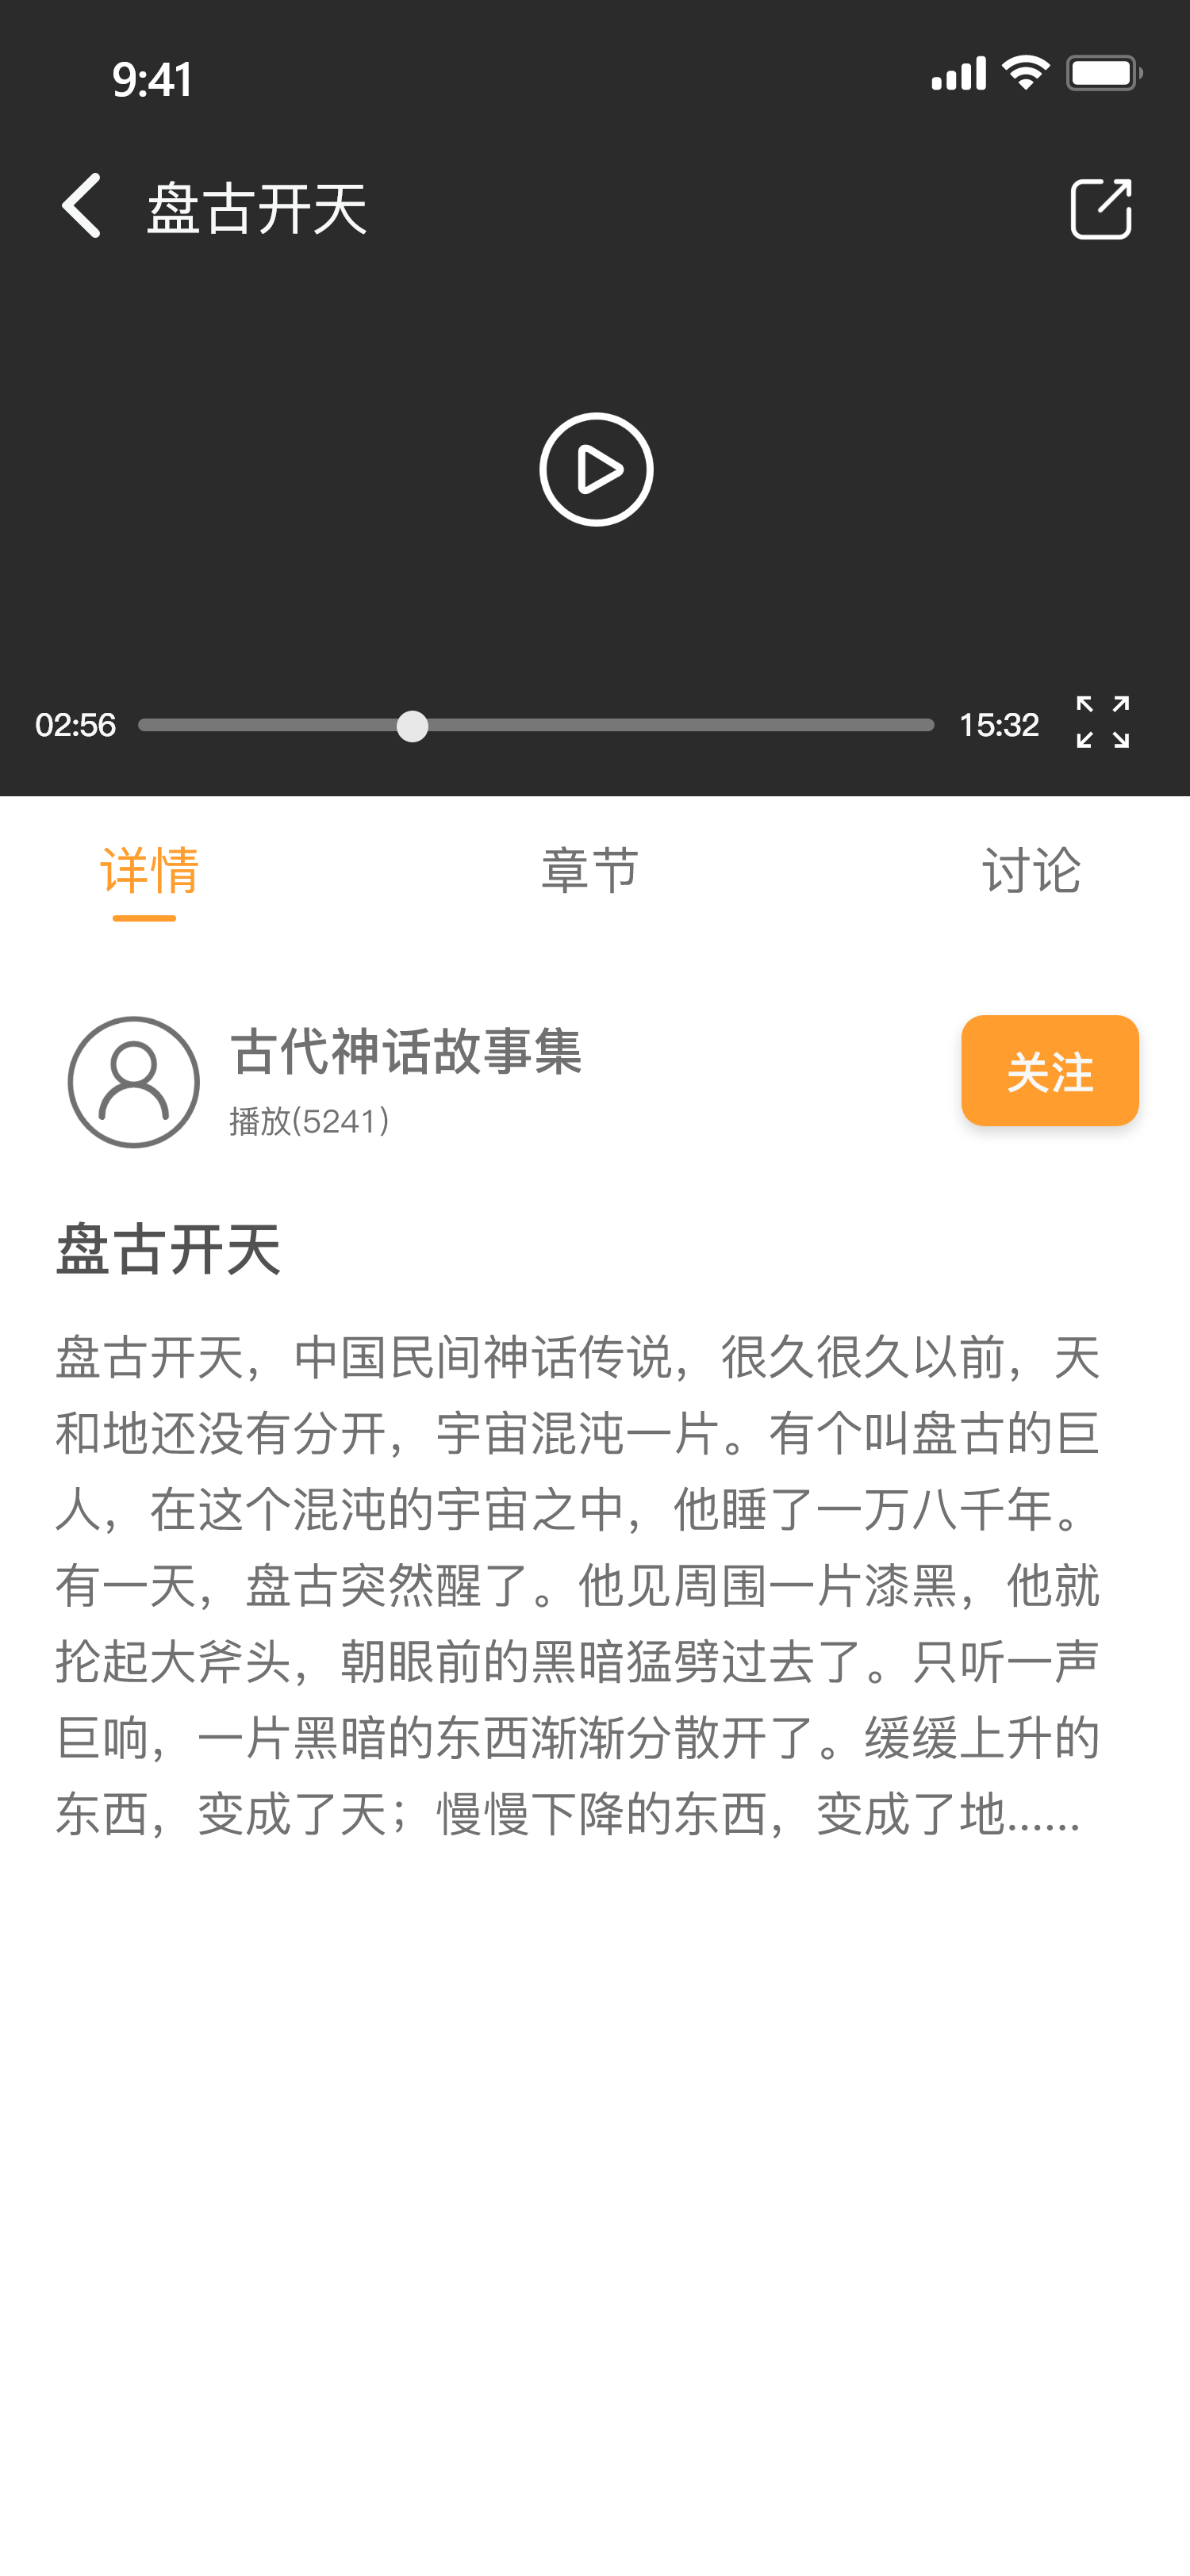 9:41
盘古开天
02:56
15:32
详情
章节
讨论
古代神话故事集
关注
播放(5241)
盘古开天
盘古开天，中国民间神话传说，很久很久以前，天
和地还没有分开，宇宙混沌一片。有个叫盘古的巨
人，在这个混沌的宇宙之中，他睡了一万八千年。
有一天，盘古突然醒了。他见周围一片漆黑，他就
抡起大斧头，朝眼前的黑暗猛劈过去了。只听一声
巨响，一片黑暗的东西渐渐分散开了。缓缓上升的
东西，变成了天；慢慢下降的东西，变成了地......